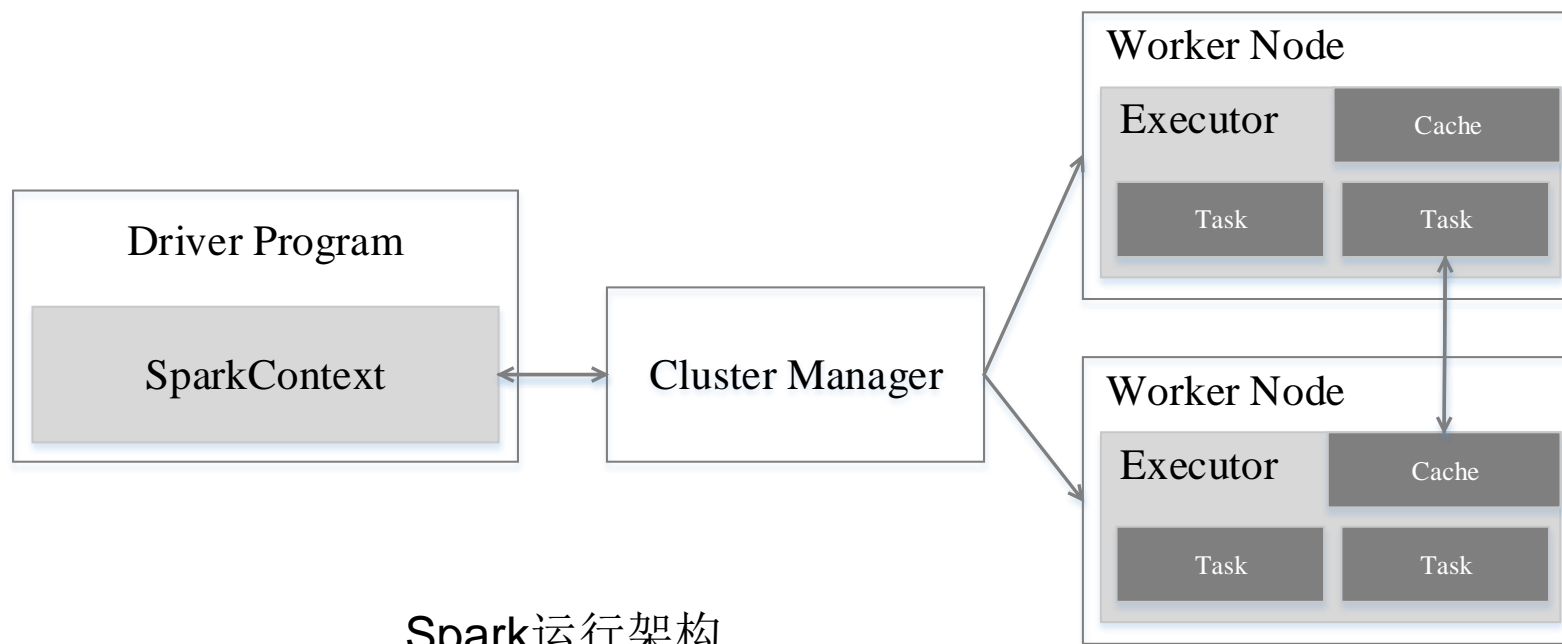 Worker Node
Executor
Cache
Task
Task
Driver Program
SparkContext
Cluster Manager
Worker Node
Executor
Cache
Task
Task
Spark运行架构